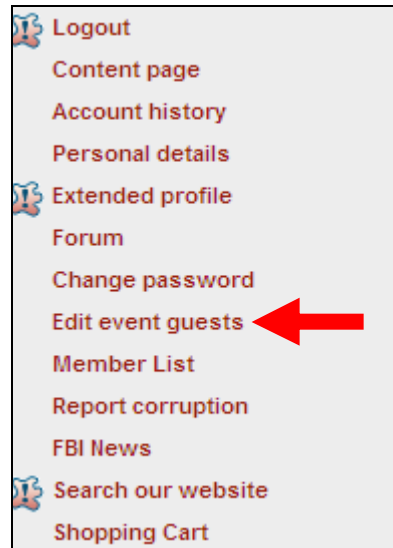 Logout
Content page
Account history
Personal details
Extended profile
Forum
Change password
Edit event guests
Member List
Report corruption
FBI News
Search our website
Shopping Cart